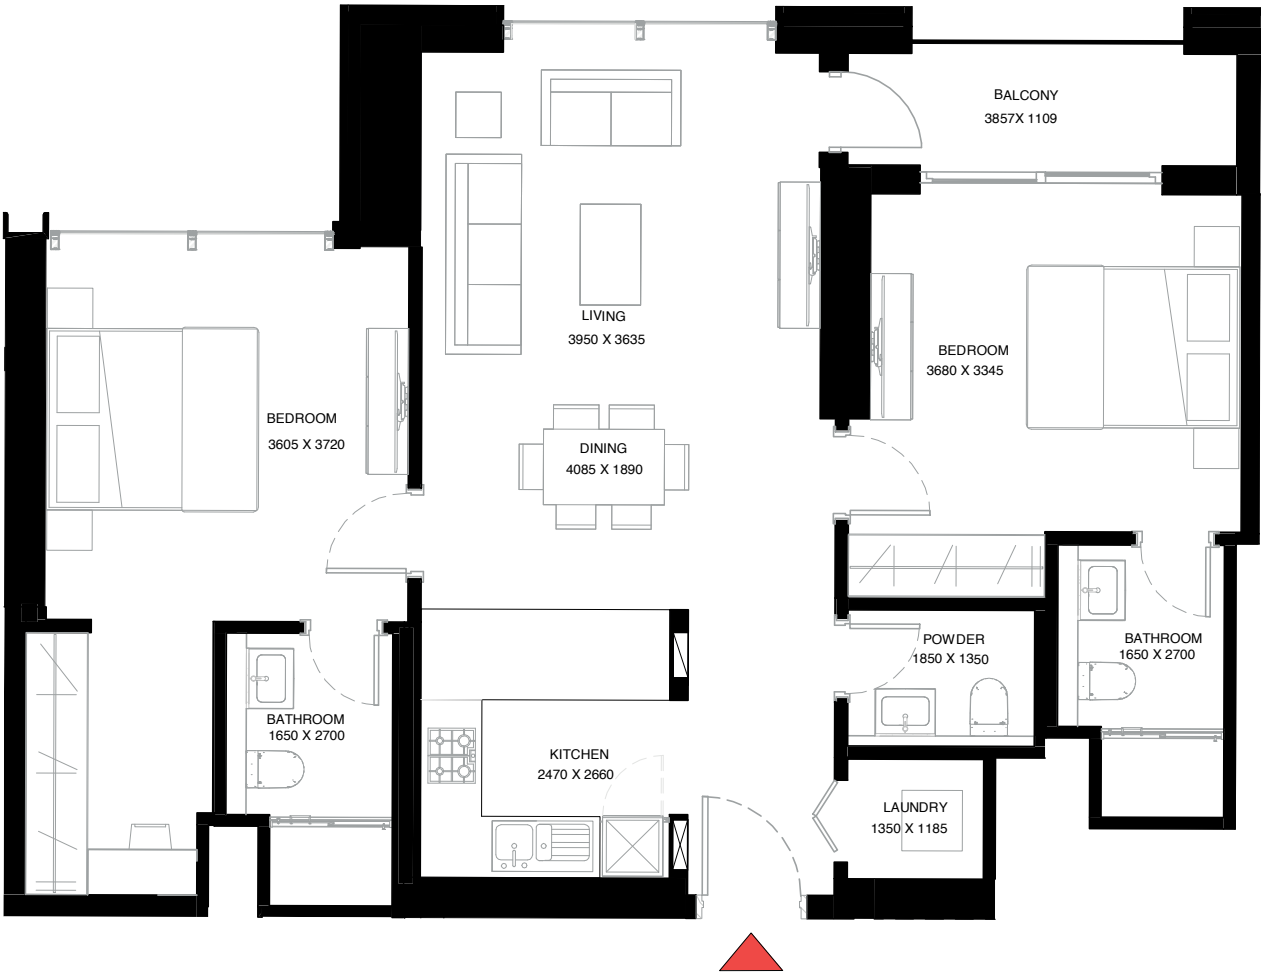 BALCONY
3857X 1109
LIVING
3950 X 3635
BEDROOM
3680 X 3345
BEDROOM
3605 X 3720
DINING
4085 X 1890
POWDER
1850 X 1350
BATHROOM
1650 X 2700
BATHROOM
1650 X 2700
KITCHEN
2470 X 2660
LAUNDRY
1350 X 1185